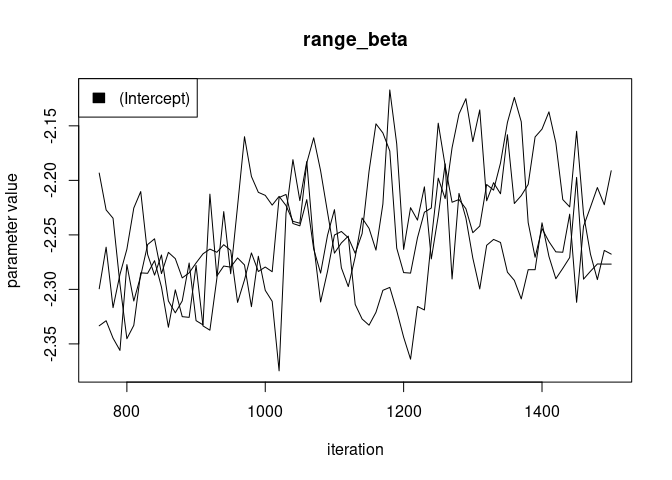 range_beta
(Intercept)
parameter value
-2.15
-2.20
-2.25
-2.30
-2.35
800 1000 1200 1400
iteration